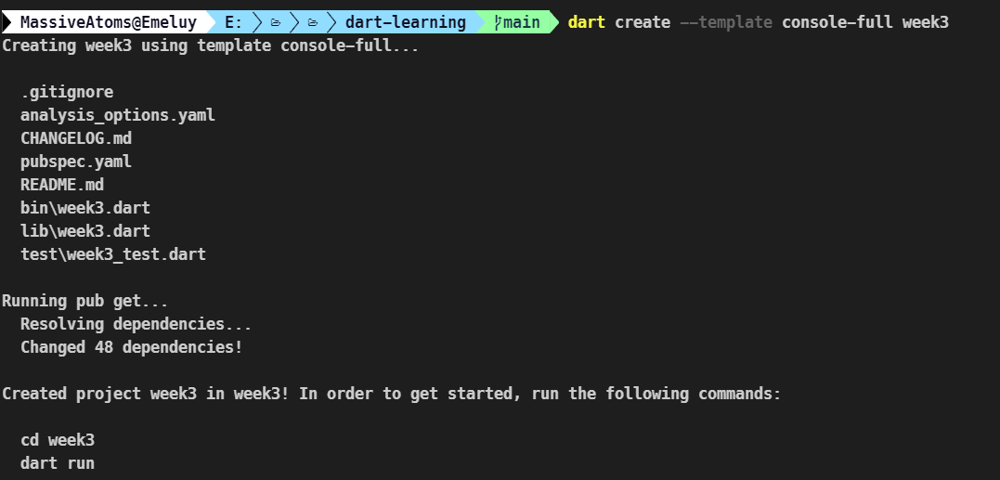 MassiveAtoms@Emeluy E: dart-learning main dart create --template console-full week3
Creating week3 using template console-full...
.gitignore
analysis_options.yaml
CHANGELOG.md
pubspec.yaml
README.md
bin\week3.dart
lib\week3.dart
test\week3_test.dart
Running pub get...
Resolving dependencies...
Changed 48 dependencies!
Created project week3 in week3! In order to get started, run the following commands:
cd week3
dart run